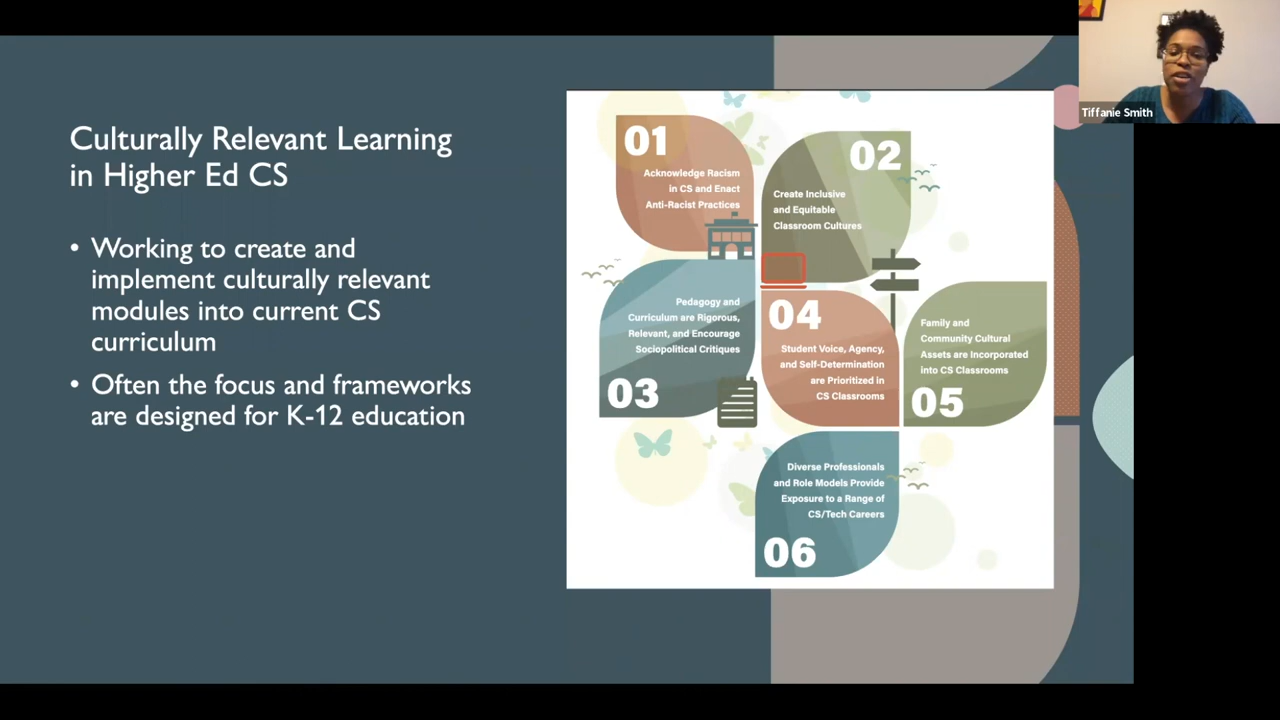 Culturally Relevant Learning
in Higher Ed CS
• Working to create and
implement culturally relevant
modules into current CS
curriculum
• Often the focus and frameworks
are designed for K-12 education
01
Acknowledge Racism
in CS and Enact
Anti-Racist Practices
02
Create Inclusive
and Equitable
Classroom Cultures
Pedagogy and
Curriculum are Rigorous,
Relevant, and Encourage
Sociopolitical Critiques
03
04
Student Voice, Agency,
and Self-Determination
are Prioritized in
CS Classrooms
Family and
Community Cultural
Assets are Incorporated
into CS Classrooms
05
Diverse Professionals
and Role Models Provide
Exposure to a Range of
CS/Tech Careers
06
Tiffanie Smith